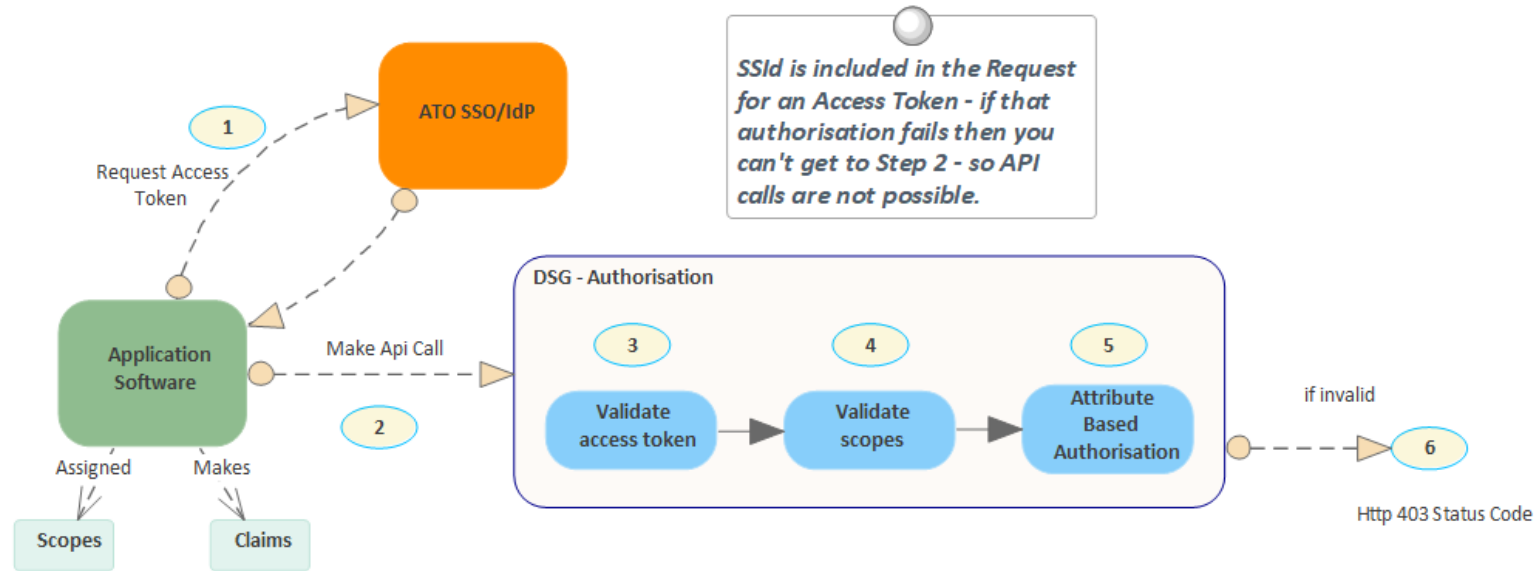 ATO SSO/IdP
1
Request Access
Token
SSId is included in the Request
for an Access Token - if that
authorisation fails then you
can't get to Step 2 - so API
calls are not possible.
DSG - Authorisation
Application
Software
Make Api Call
2
3
4
5
Validate
access token
Validate
scopes
Attribute
Based
Authorisation
if invalid
6
Http 403 Status Code
Assigned
Makes
Scopes
Claims